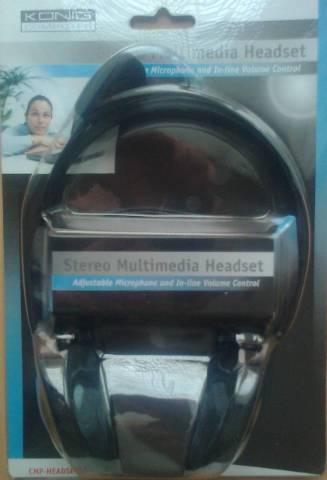 KÖNIG
COMPUTER
Multimedia Headset
Microphone and In-line Volume Control
Stereo Multimedia Headset
Adjustable Microphone and In-line Volume Control